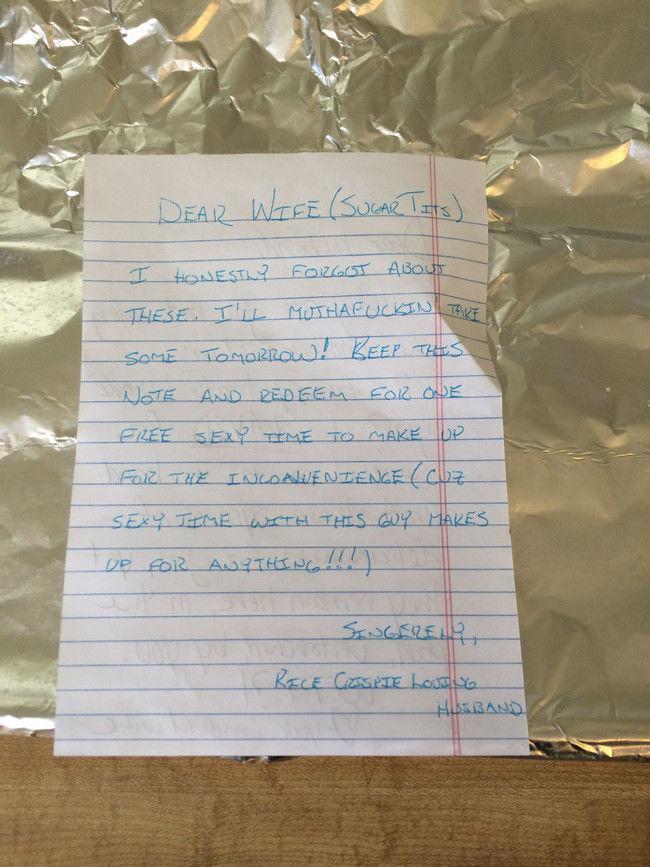 DEAR WIFE (SUGAR TITS)
I HONESTLY FORGOT ABOUT
THESE. I'LL MUTHAFUCKIN' TAKE
SOME TOMORROW! KEEP THIS
NOTE AND REDEEM FOR ONE
FREE SEXY TIME TO MAKE UP
FOR THE INCONVENIENCE (CUZ
SEXY TIME WITH THIS GUY MAKES
UP FOR ANYTHING!!!)
SINCERELY,
RICE CRISPIE LOVING
HUSBAND